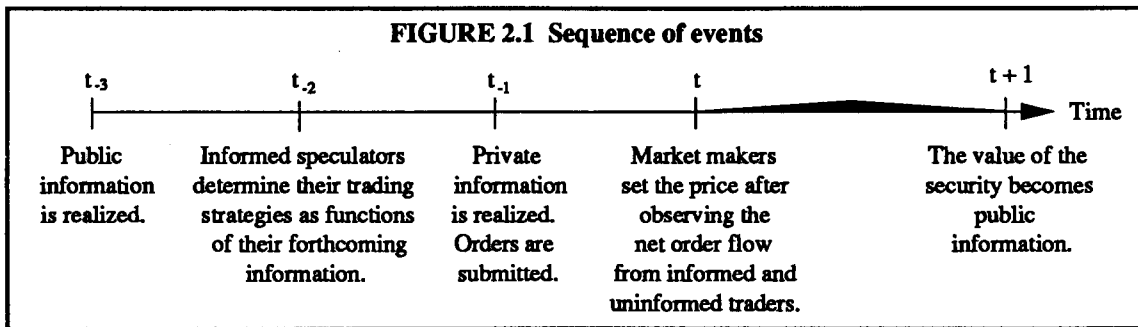 FIGURE 2.1 Sequence of events
t-3 t-2 t-1 t t + 1
Time
Public
information
is realized.
Informed speculators
determine their trading
strategies as functions
of their forthcoming
information.
Private
information
is realized.
Orders are
submitted.
Market makers
set the price after
observing the
net order flow
from informed and
uninformed traders.
The value of the
security becomes
public
information.